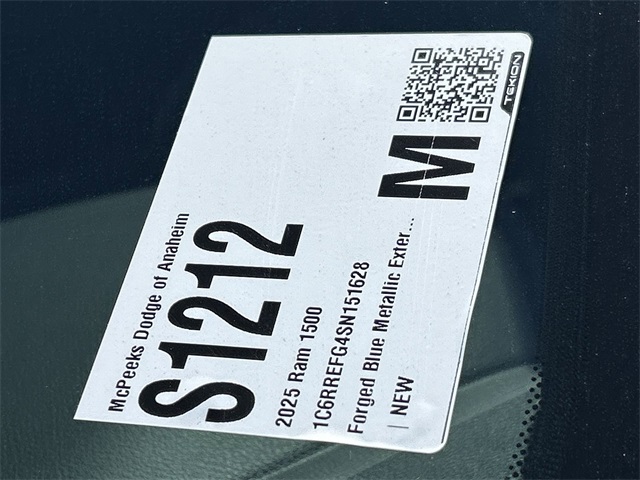 McPeeks Dodge of Anaheim
S1212
2025 Ram 1500
1C6RREFG4SN151628
Forged Blue Metallic Exter...
| NEW
M
TEKION